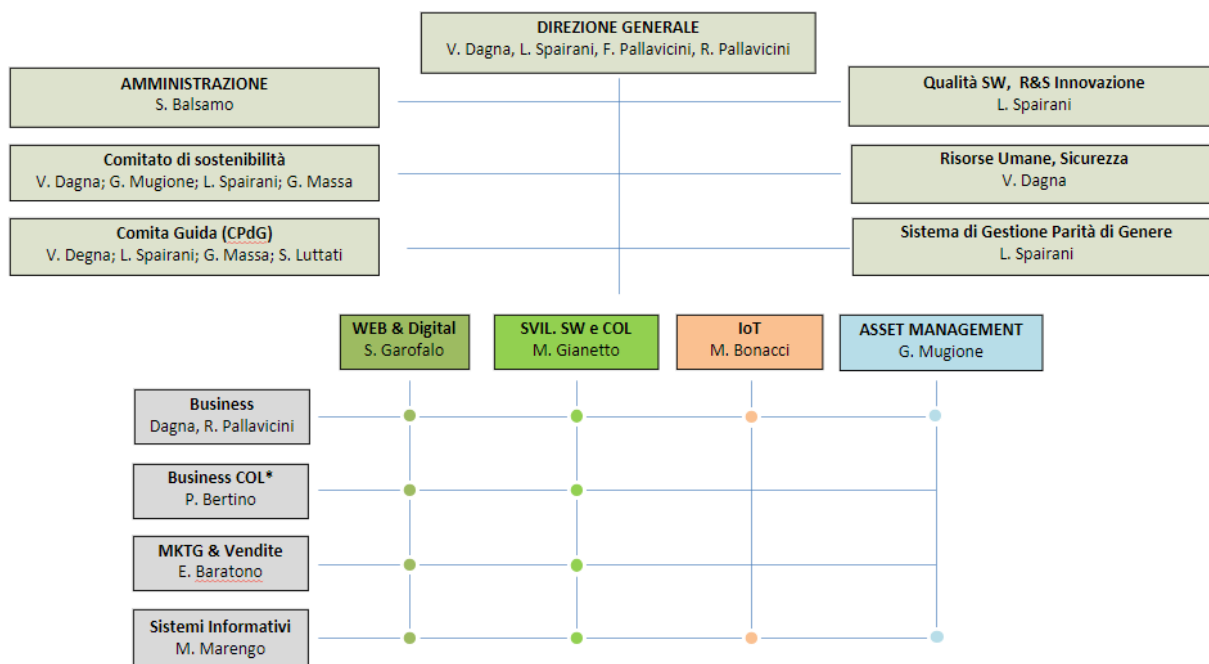 DIREZIONE GENERALE
V. Dagna, L. Spairani, F. Pallavicini, R. Pallavicini
AMMINISTRAZIONE
S. Balsamo
Qualità SW, R&S Innovazione
L. Spairani
Comitato di sostenibilità
V. Dagna; G. Mugione; L. Spairani; G. Massa
Risorse Umane, Sicurezza
V. Dagna
Comita Guida (CPdG)
V. Degna; L. Spairani; G. Massa; S. Luttati
Sistema di Gestione Parità di Genere
L. Spairani
WEB & Digital
S. Garofalo
SVIL. SW e COL
M. Gianetto
IoT
M. Bonacci
ASSET MANAGEMENT
G. Mugione
Business
Dagna, R. Pallavicini
Business COL*
P. Bertino
MKTG & Vendite
E. Baratono
Sistemi Informativi
M. Marengo